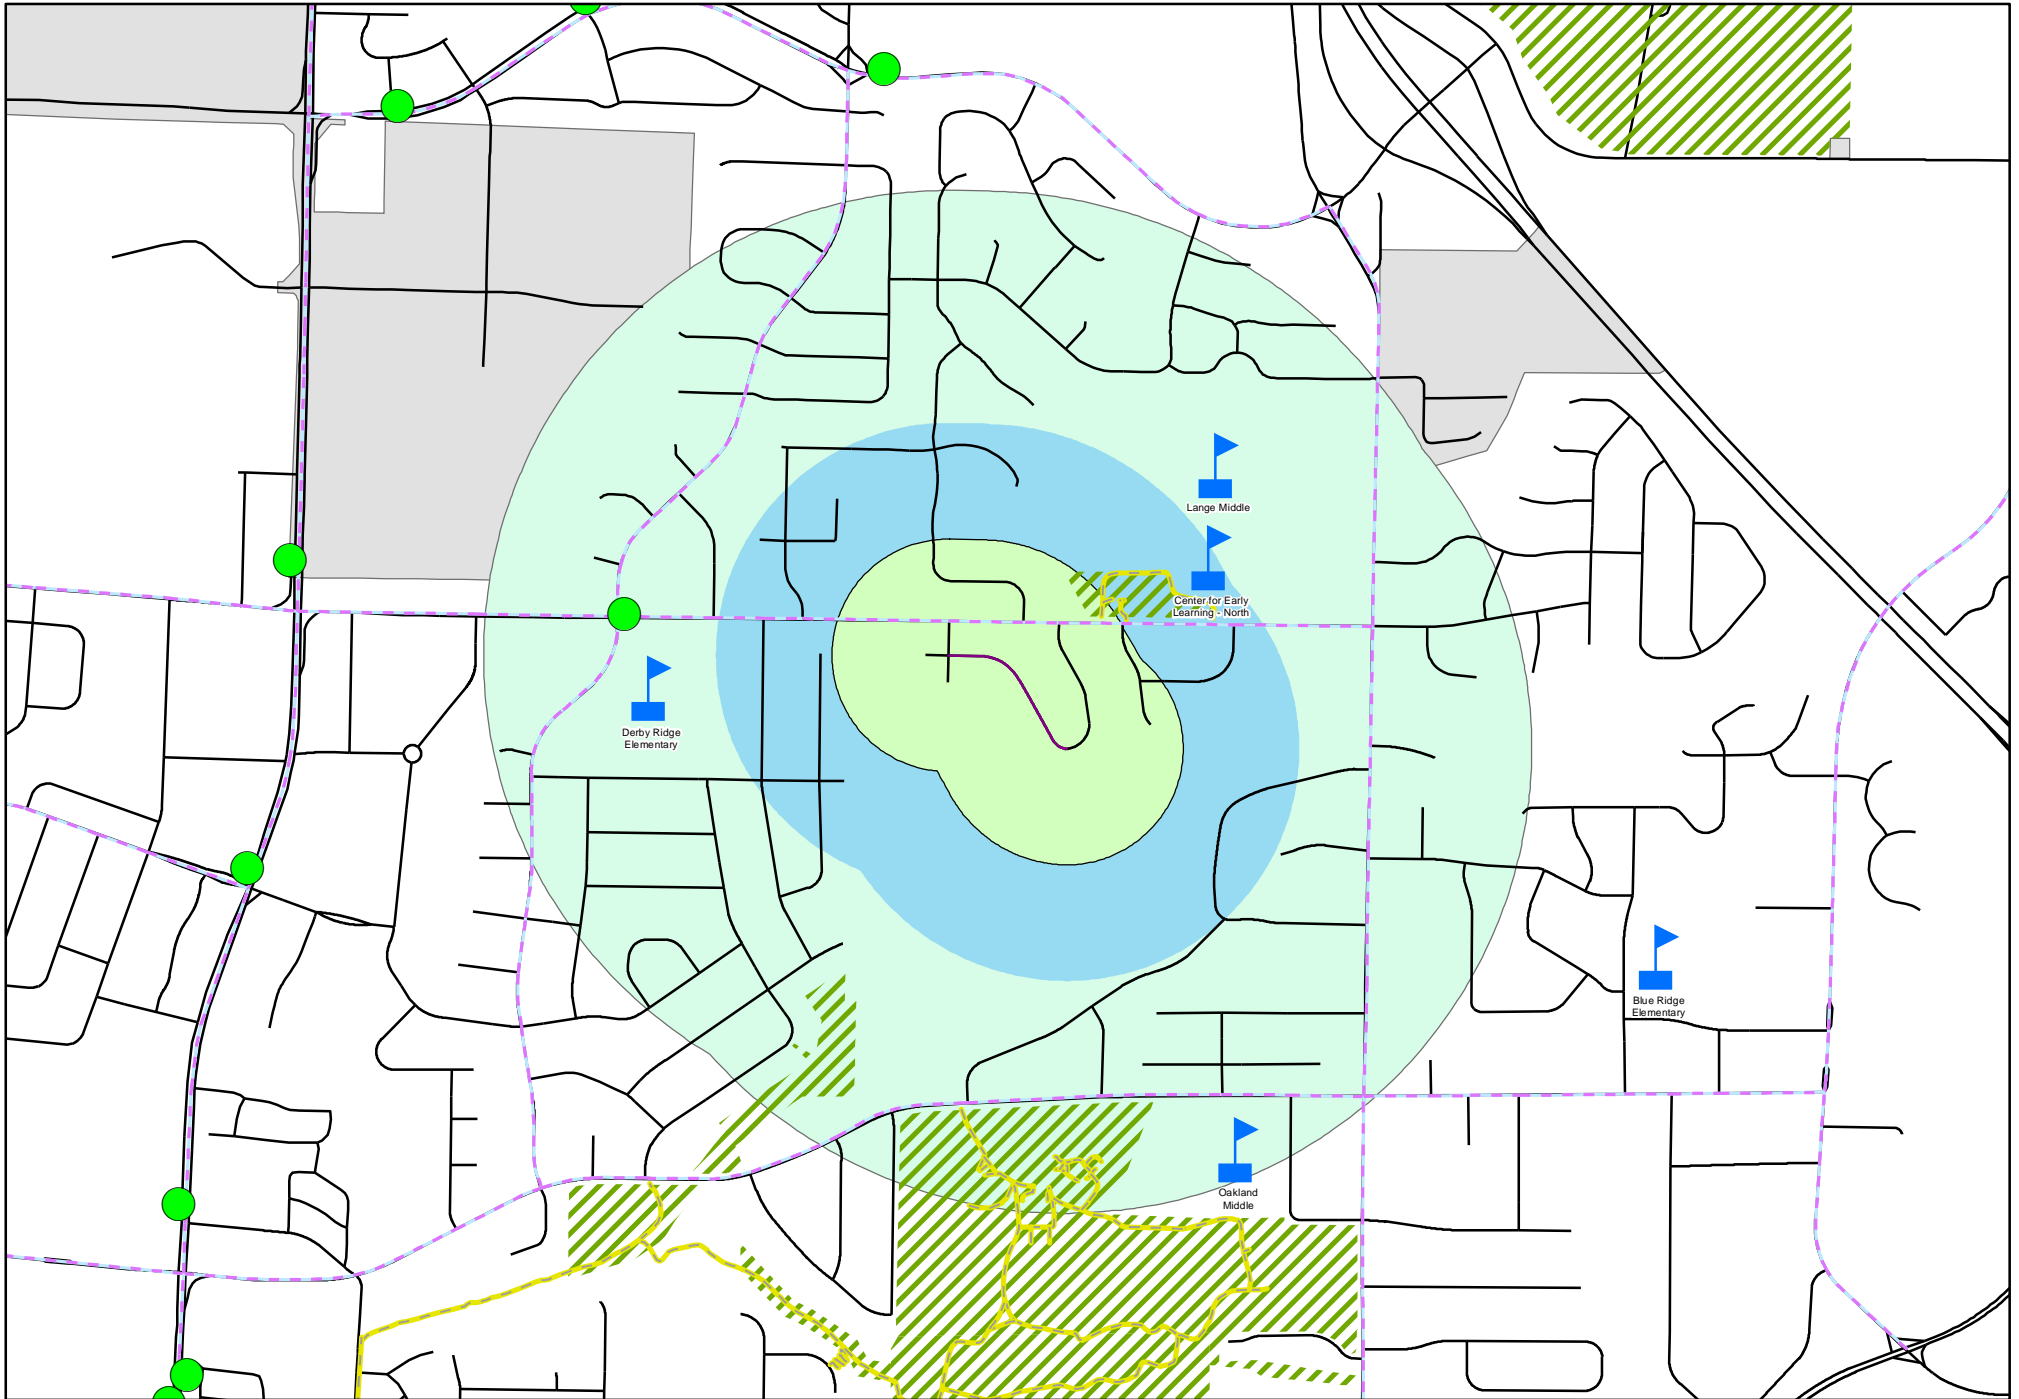 Lange Middle
Center for Early
Learning - North
Derby Ridge
Elementary
Blue Ridge
Elementary
Oakland
Middle